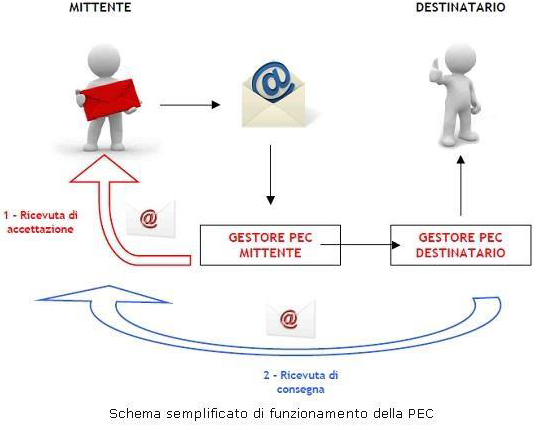 MITTENTE
DESTINATARIO
@
1 - Ricevuta di
accettazione
@
GESTORE PEC
MITTENTE
GESTORE PEC
DESTINATARIO
@
2 - Ricevuta di
consegna
Schema semplificato di funzionamento della PEC